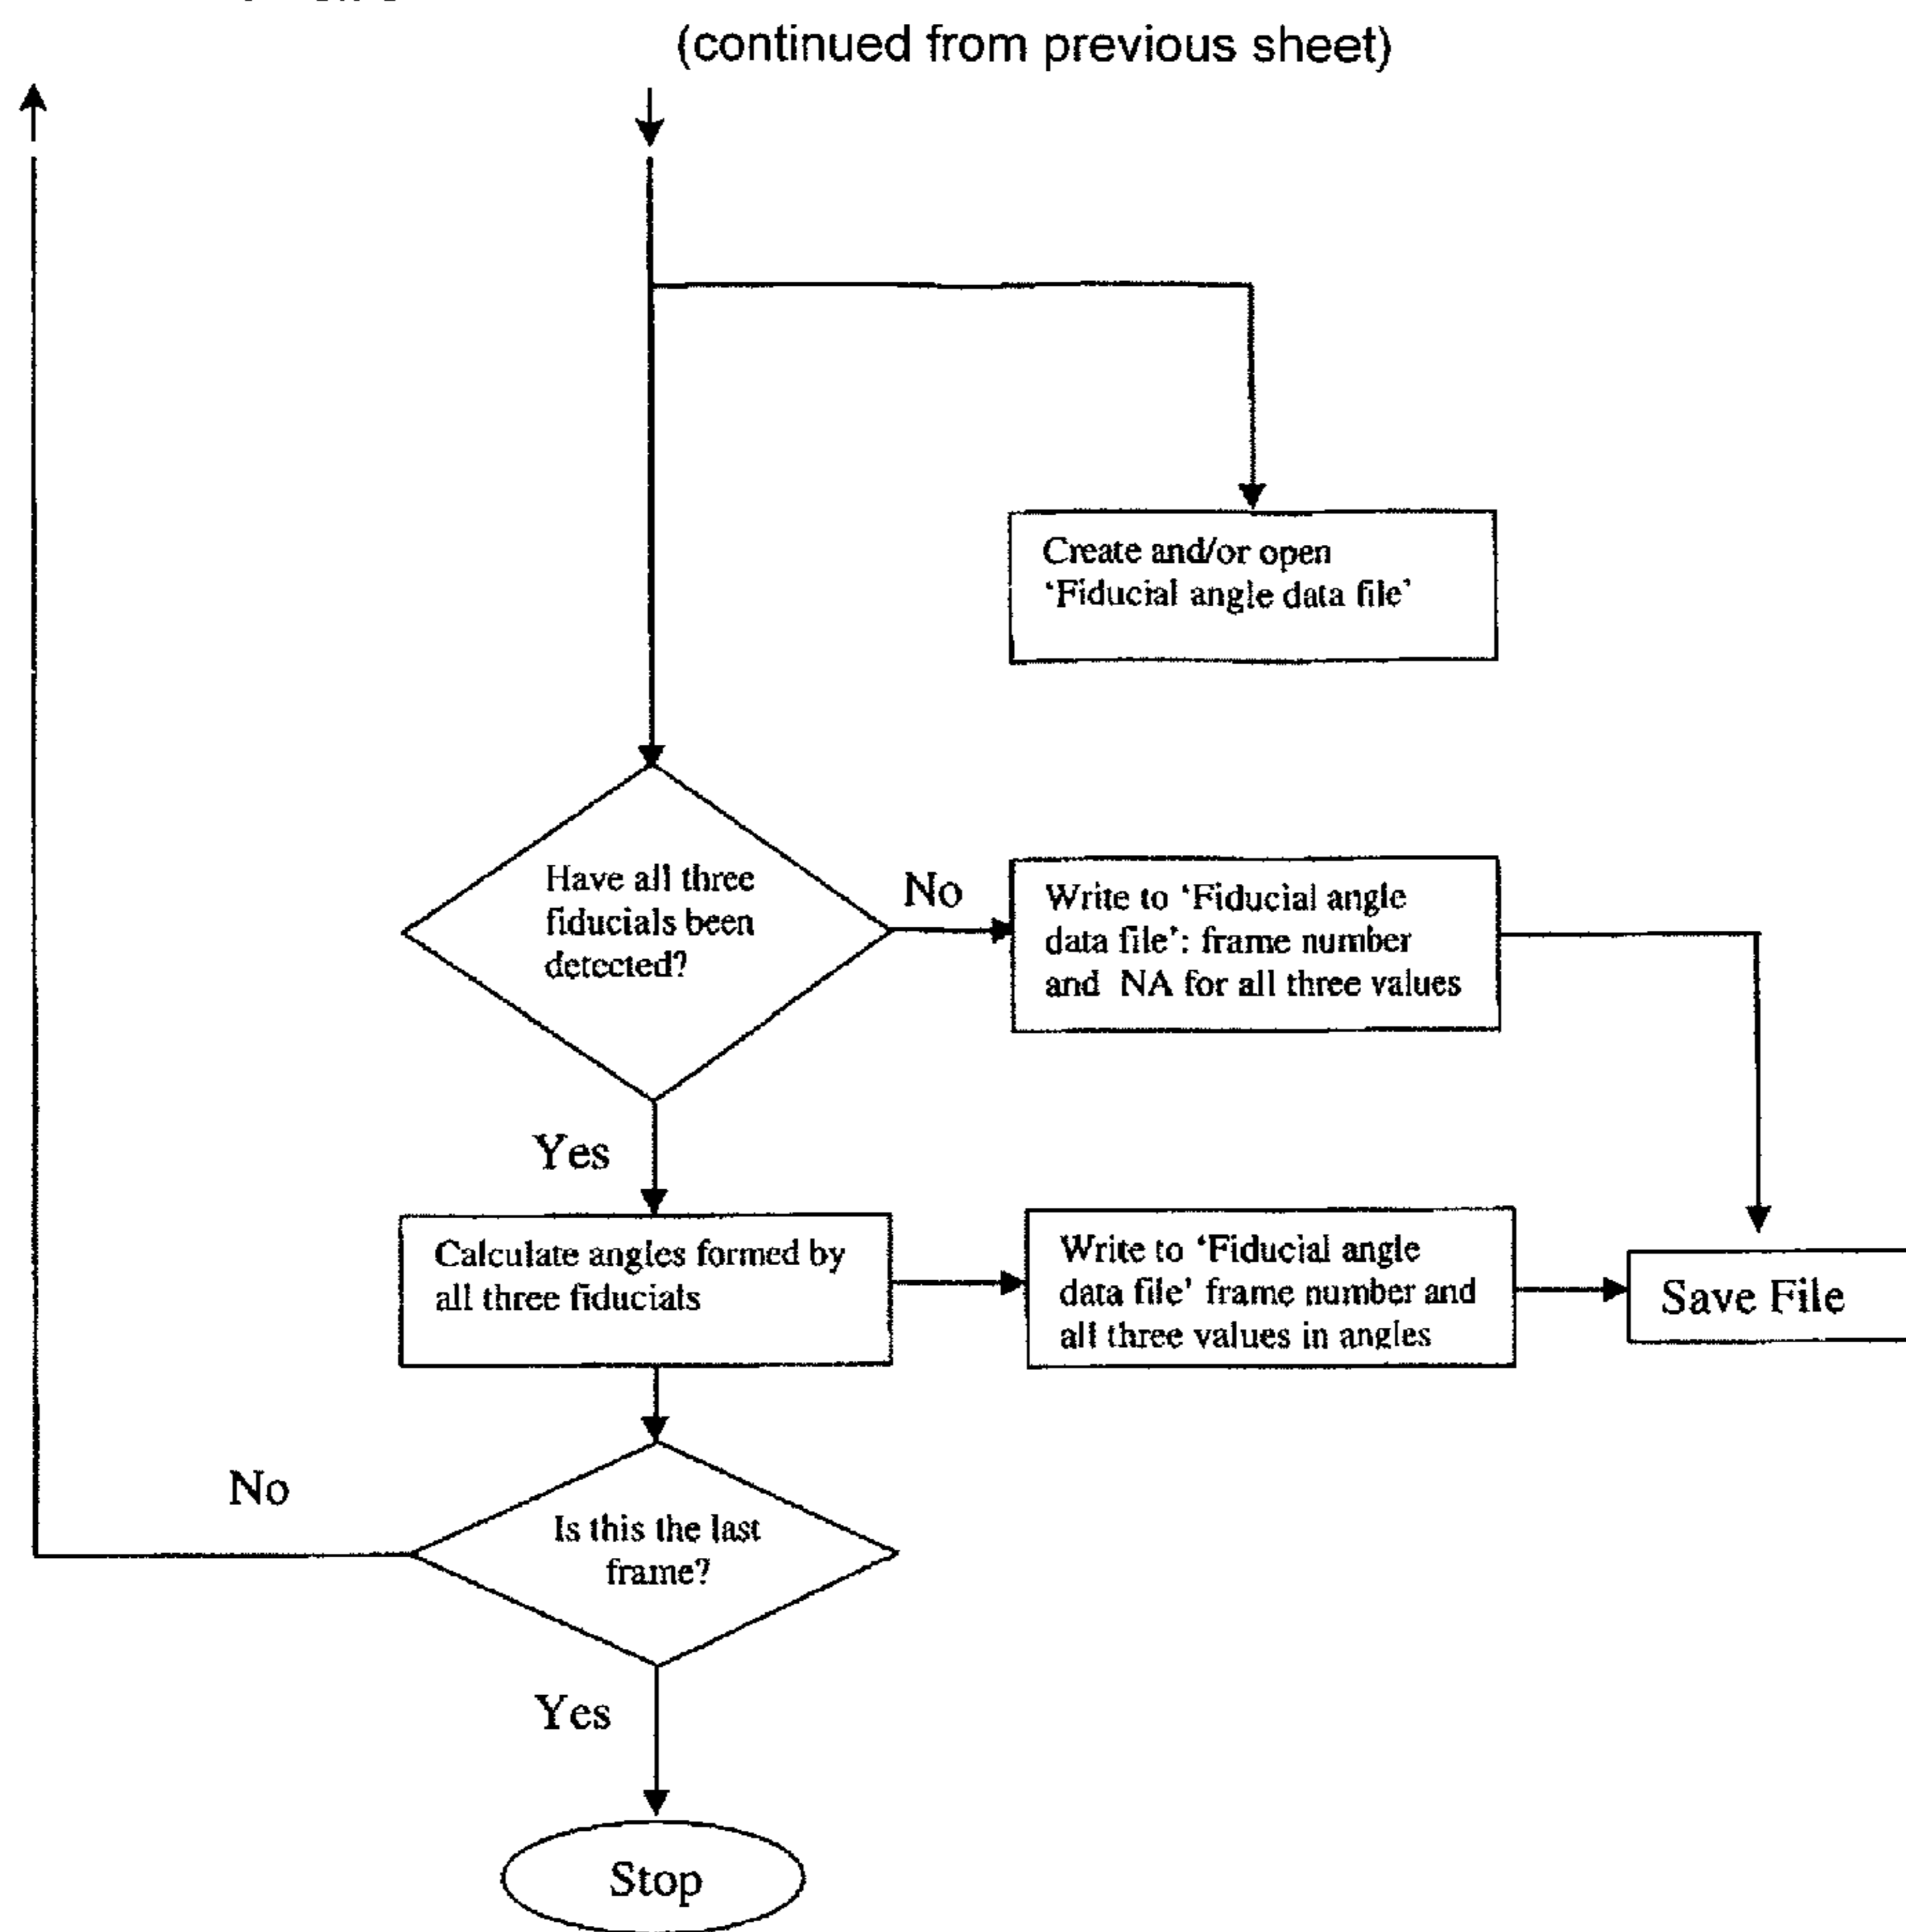 (continued from previous sheet)
Create and/or open
‘Fiducial angle data file’
Have all three
fiducials been
detected?
No
Write to ‘Fiducial angle
data file’: frame number
and NA for all three values
Yes
Calculate angles formed by
all three fiducials
Write to ‘Fiducial angle
data file’ frame number and
all three values in angles
Save File
No
Is this the last
frame?
Yes
Stop